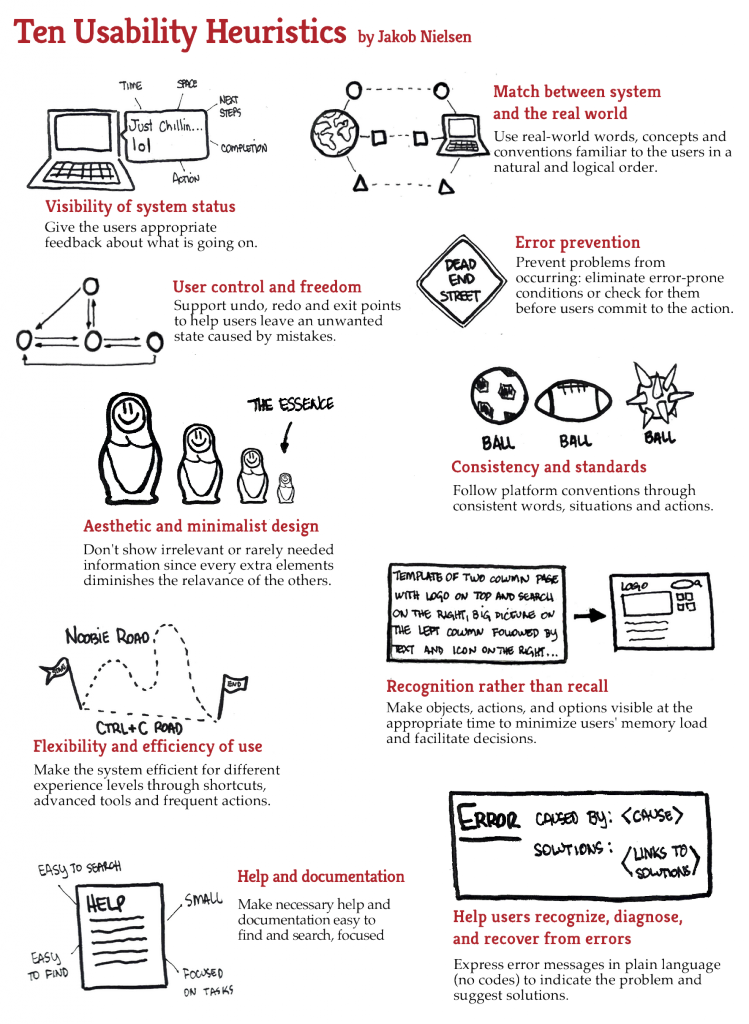 Ten Usability Heuristics by Jakob Nielsen
TIME
SPACE
NEXT
STEPS
COMPLETION
ACTION
Just Chillin...
lol
Visibility of system status
Give the users appropriate
feedback about what is going on.
Match between system
and the real world
Use real-world words, concepts and
conventions familiar to the users in a
natural and logical order.
User control and freedom
Support undo, redo and exit points
to help users leave an unwanted
state caused by mistakes.
DEAD
END
STREET
Error prevention
Prevent problems from
occurring: eliminate error-prone
conditions or check for them
before users commit to the action.
THE ESSENCE
Aesthetic and minimalist design
Don't show irrelevant or rarely needed
information since every extra elements
diminishes the relavance of the others.
BALL
BALL
BALL
Consistency and standards
Follow platform conventions through
consistent words, situations and actions.
TEMPLATE OF TWO COLUMN PAGE
WITH LOGO ON TOP AND SEARCH
ON THE RIGHT, BIG PICTURE ON
THE LEFT COLUMN FOLLOWED BY
TEXT AND ICON ON THE RIGHT...
LOGO
Recognition rather than recall
Make objects, actions, and options visible at the
appropriate time to minimize users' memory load
and facilitate decisions.
NOOBIE ROAD
END
CTRL+C ROAD
Flexibility and efficiency of use
Make the system efficient for different
experience levels through shortcuts,
advanced tools and frequent actions.
ERROR
CAUSED BY: <CAUSE>
SOLUTIONS: <LINKS TO
SOLUTIONS>
Help users recognize, diagnose,
and recover from errors
Express error messages in plain language
(no codes) to indicate the problem and
suggest solutions.
EASY TO SEARCH
HELP
SMALL
EASY
TO FIND
FOCUSED
ON TASKS
Help and documentation
Make necessary help and
documentation easy to
find and search, focused